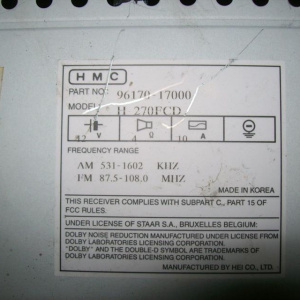 HMC
PART NO: 96170-17000
MODEL: H 270FCD
12 V 4 Ω 10 A
FREQUENCY RANGE
AM 531-1602 KHZ
FM 87.5-108.0 MHZ
MADE IN KOREA
THIS RECEIVER COMPLIES WITH SUBPART C, PART 15 OF
FCC RULES.
UNDER LICENSE OF STAAR S.A., BRUXELLES BELGIUM:
DOLBY NOISE REDUCTION MANUFACTURED UNDER LICENSE FROM
DOLBY LABORATORIES LICENSING CORPORATION.
"DOLBY" AND THE DOUBLE-D SYMBOL ARE TRADEMARKS OF
DOLBY LABORATORIES LICENSING CORPORATION.
MANUFACTURED BY HEI CO., LTD.